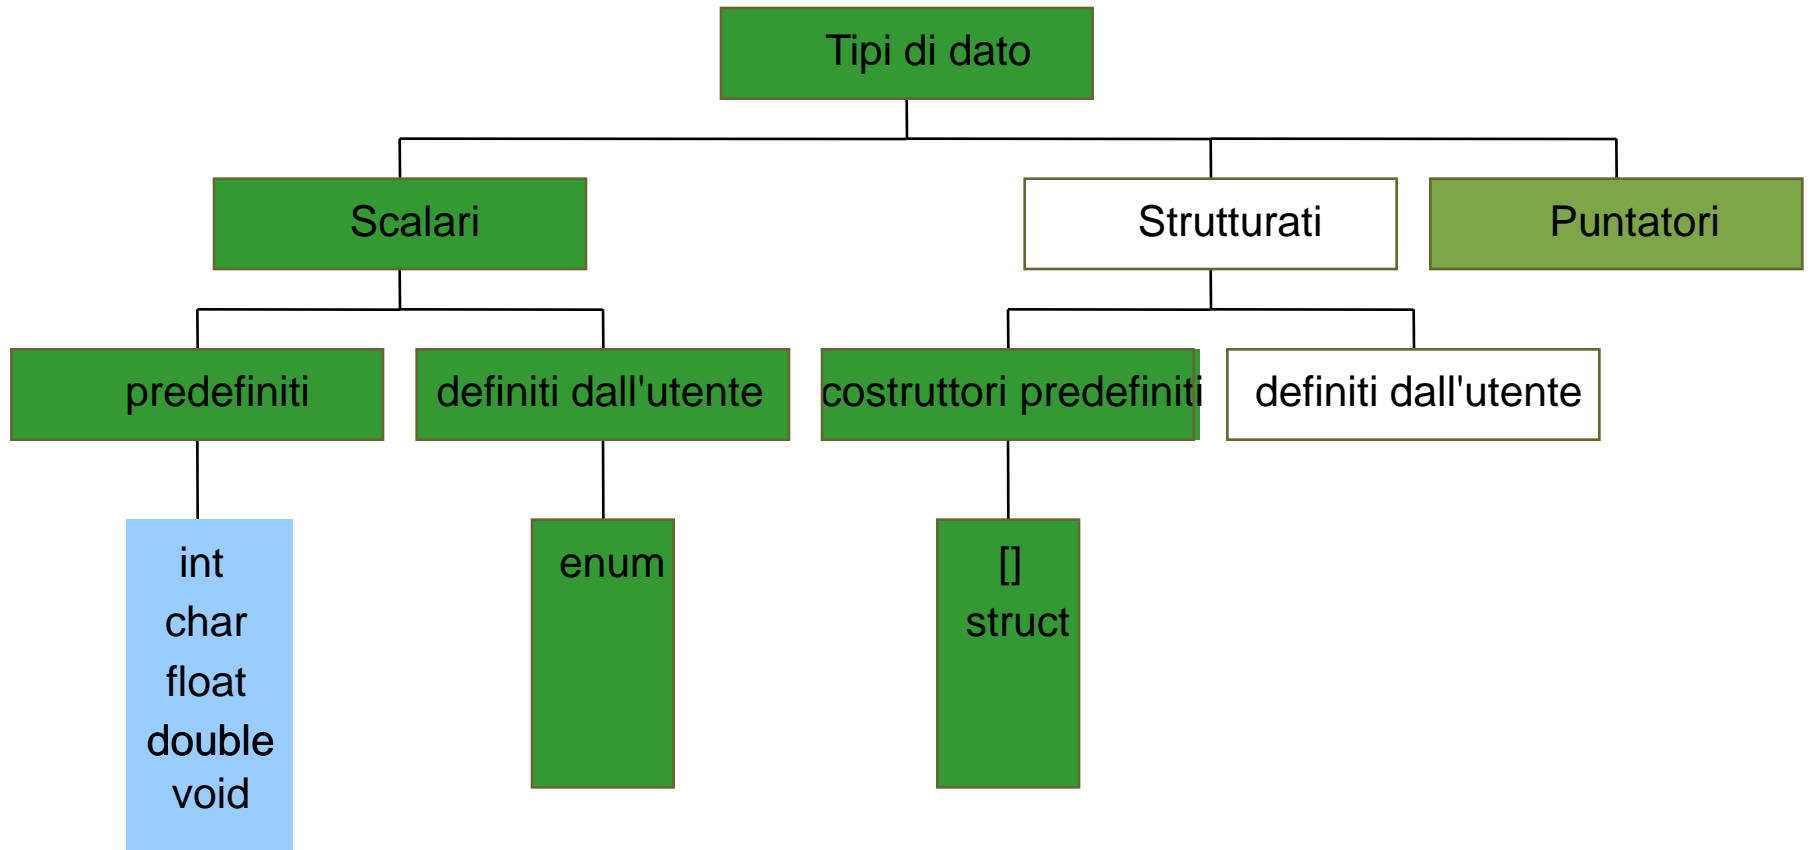 Tipi di dato
Scalari
Strutturati
Puntatori
predefiniti
definiti dall'utente
costruttori predefiniti
definiti dall'utente
int
char
float
double
void
enum
[]
struct